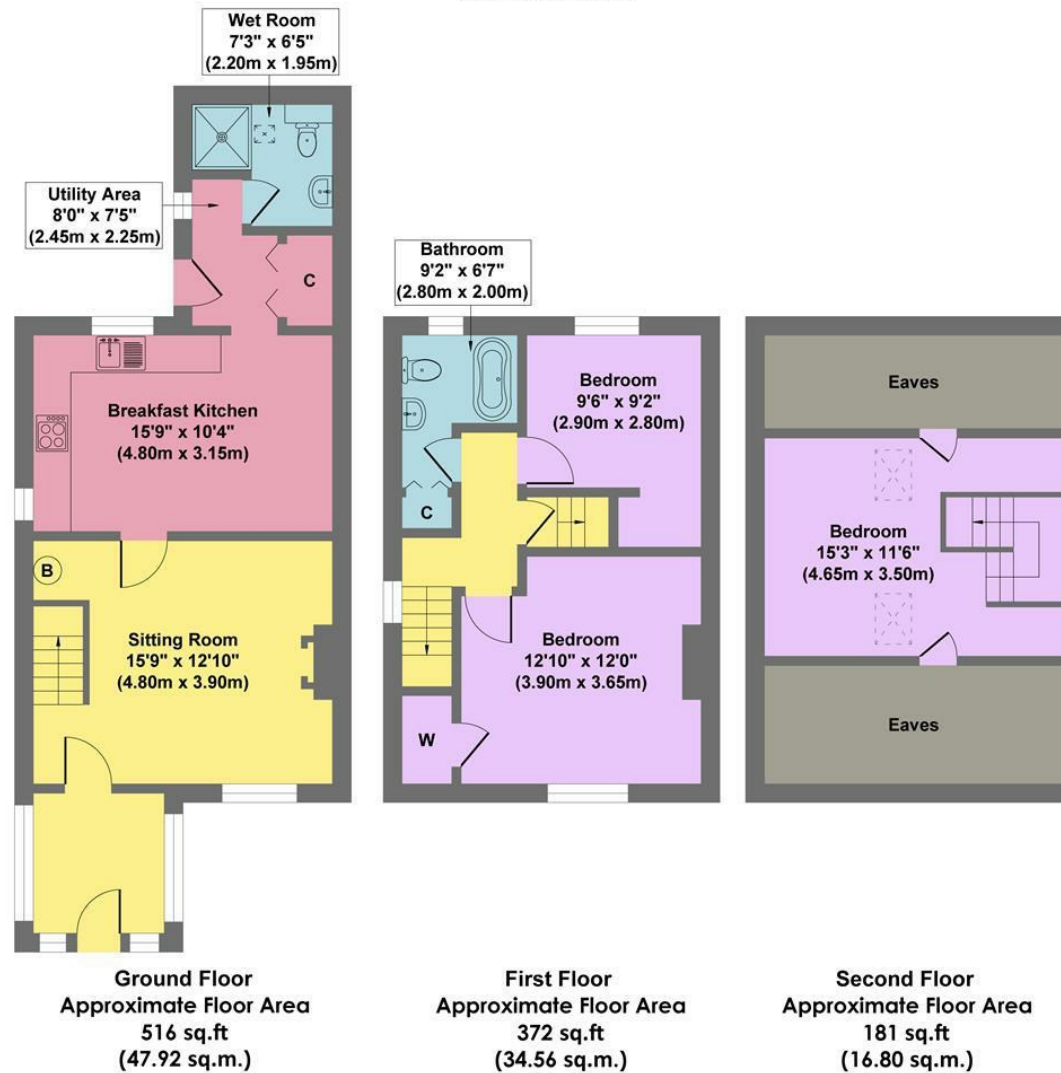 Wet Room
7'3" x 6'5"
(2.20m x 1.95m)
Utility Area
8'0" x 7'5"
(2.45m x 2.25m)
C
Breakfast Kitchen
15'9" x 10'4"
(4.80m x 3.15m)
B
Sitting Room
15'9" x 12'10"
(4.80m x 3.90m)
Ground Floor
Approximate Floor Area
516 sq.ft
(47.92 sq.m.)
Bathroom
9'2" x 6'7"
(2.80m x 2.00m)
Bedroom
9'6" x 9'2"
(2.90m x 2.80m)
C
Bedroom
12'10" x 12'0"
(3.90m x 3.65m)
W
First Floor
Approximate Floor Area
372 sq.ft
(34.56 sq.m.)
Eaves
Bedroom
15'3" x 11'6"
(4.65m x 3.50m)
Eaves
Second Floor
Approximate Floor Area
181 sq.ft
(16.80 sq.m.)